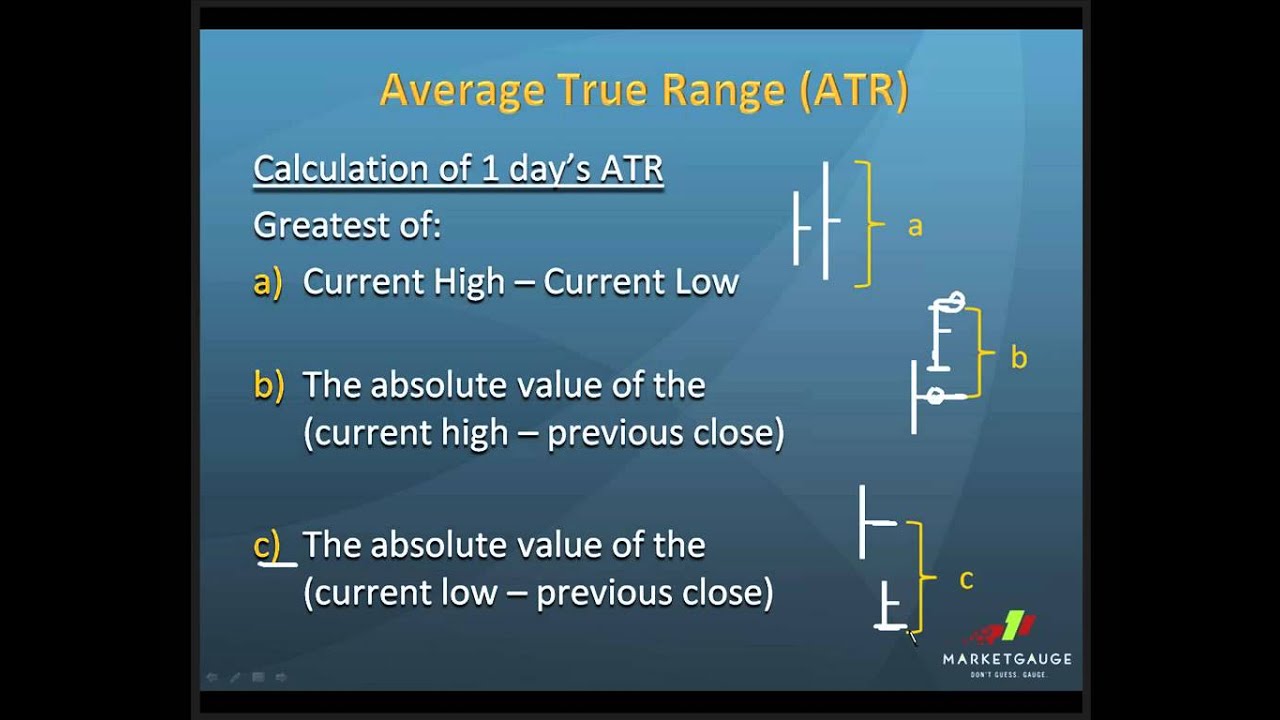 Average True Range (ATR)
Calculation of 1 day's ATR
Greatest of:
a) Current High – Current Low
a
b) The absolute value of the
(current high – previous close)
b
c) The absolute value of the
(current low – previous close)
c
MARKETGAUGE
DON'T GUESS. GAUGE.